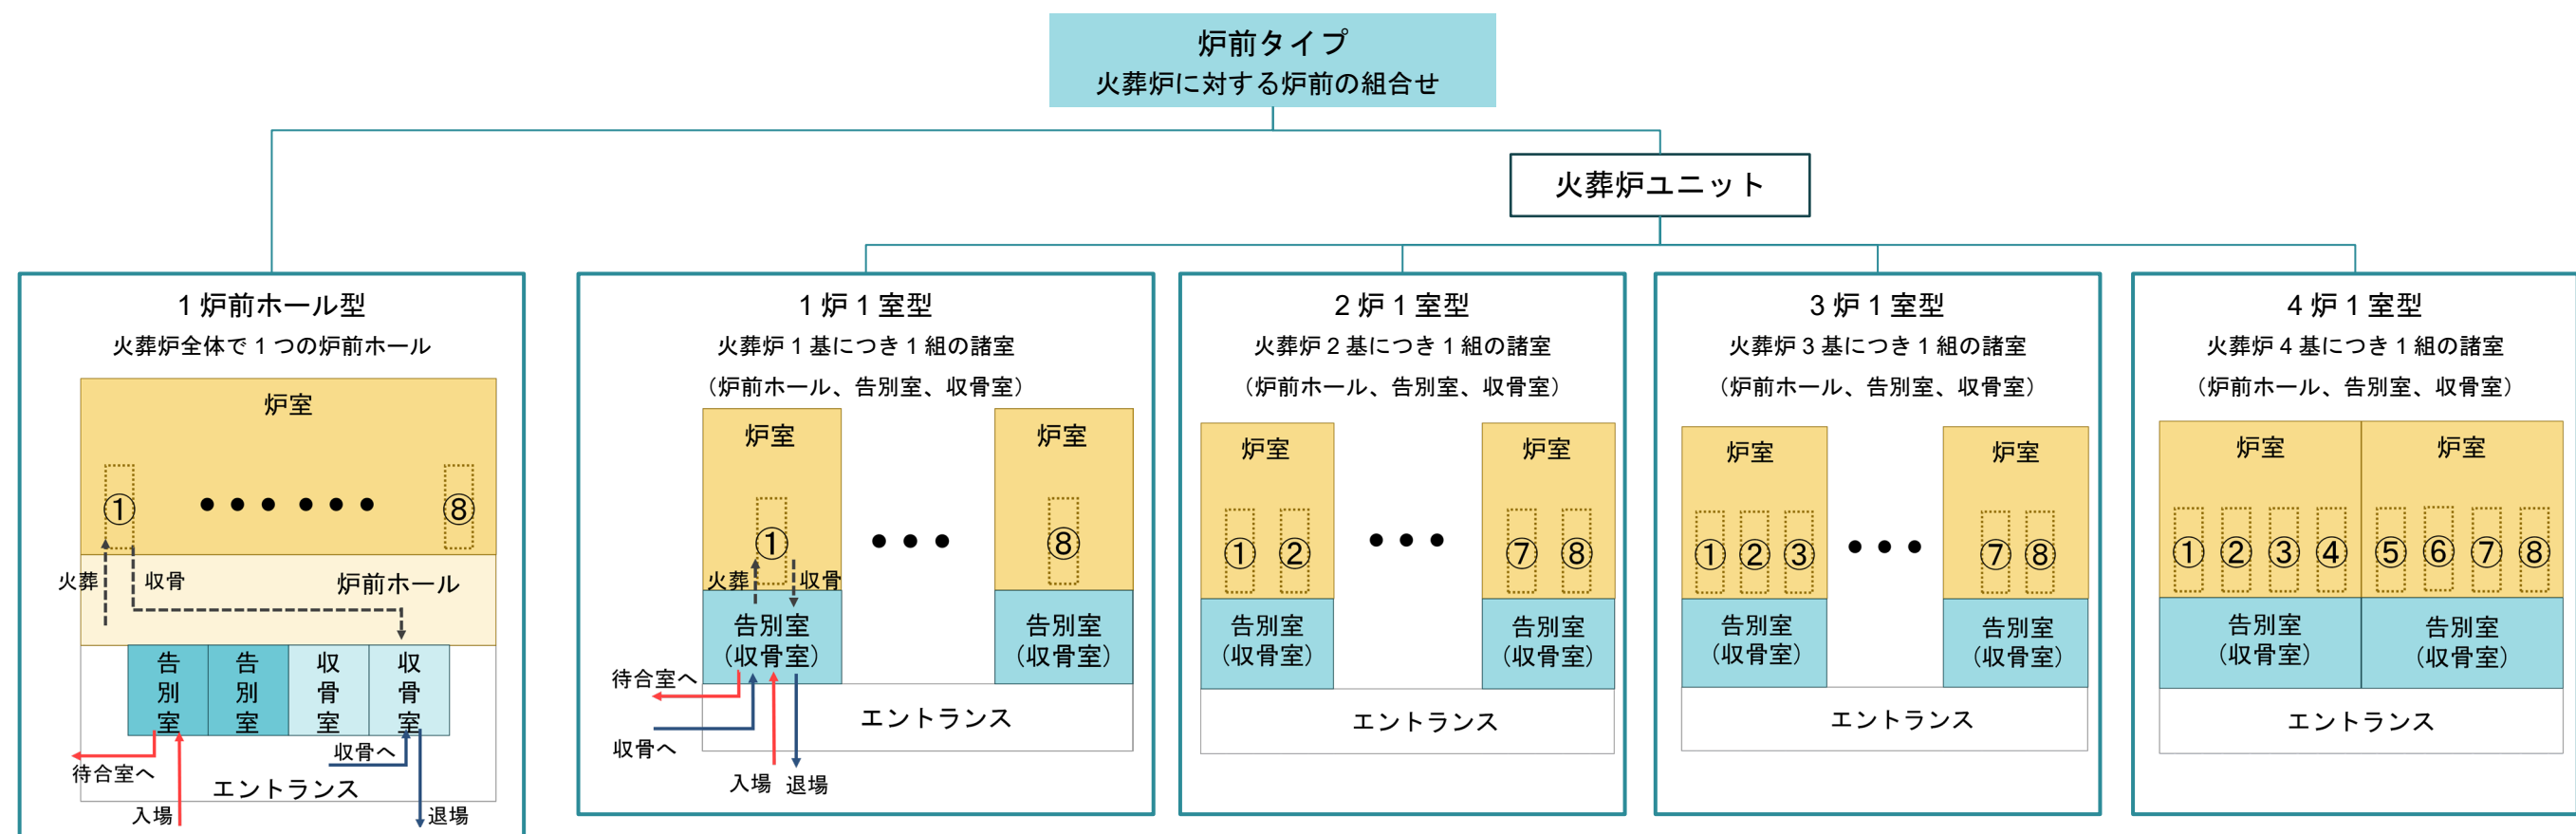 炉前タイプ
火葬炉に対する炉前の組合せ
火葬炉ユニット
1炉前ホール型
火葬炉全体で1つの炉前ホール
炉室
①
⑧
火葬
収骨
炉前ホール
告別室
告別室
収骨室
収骨室
収骨へ
待合室へ
エントランス
入場
退場
1炉1室型
火葬炉1基につき1組の諸室
（炉前ホール、告別室、収骨室）
炉室
炉室
①
⑧
火葬
収骨
告別室
（収骨室）
告別室
（収骨室）
待合室へ
エントランス
収骨へ
入場
退場
2炉1室型
火葬炉2基につき1組の諸室
（炉前ホール、告別室、収骨室）
炉室
炉室
①
②
⑦
⑧
告別室
（収骨室）
告別室
（収骨室）
エントランス
3炉1室型
火葬炉3基につき1組の諸室
（炉前ホール、告別室、収骨室）
炉室
炉室
①
②
③
⑦
⑧
告別室
（収骨室）
告別室
（収骨室）
エントランス
4炉1室型
火葬炉4基につき1組の諸室
（炉前ホール、告別室、収骨室）
炉室
炉室
①
②
③
④
⑤
⑥
⑦
⑧
告別室
（収骨室）
告別室
（収骨室）
エントランス